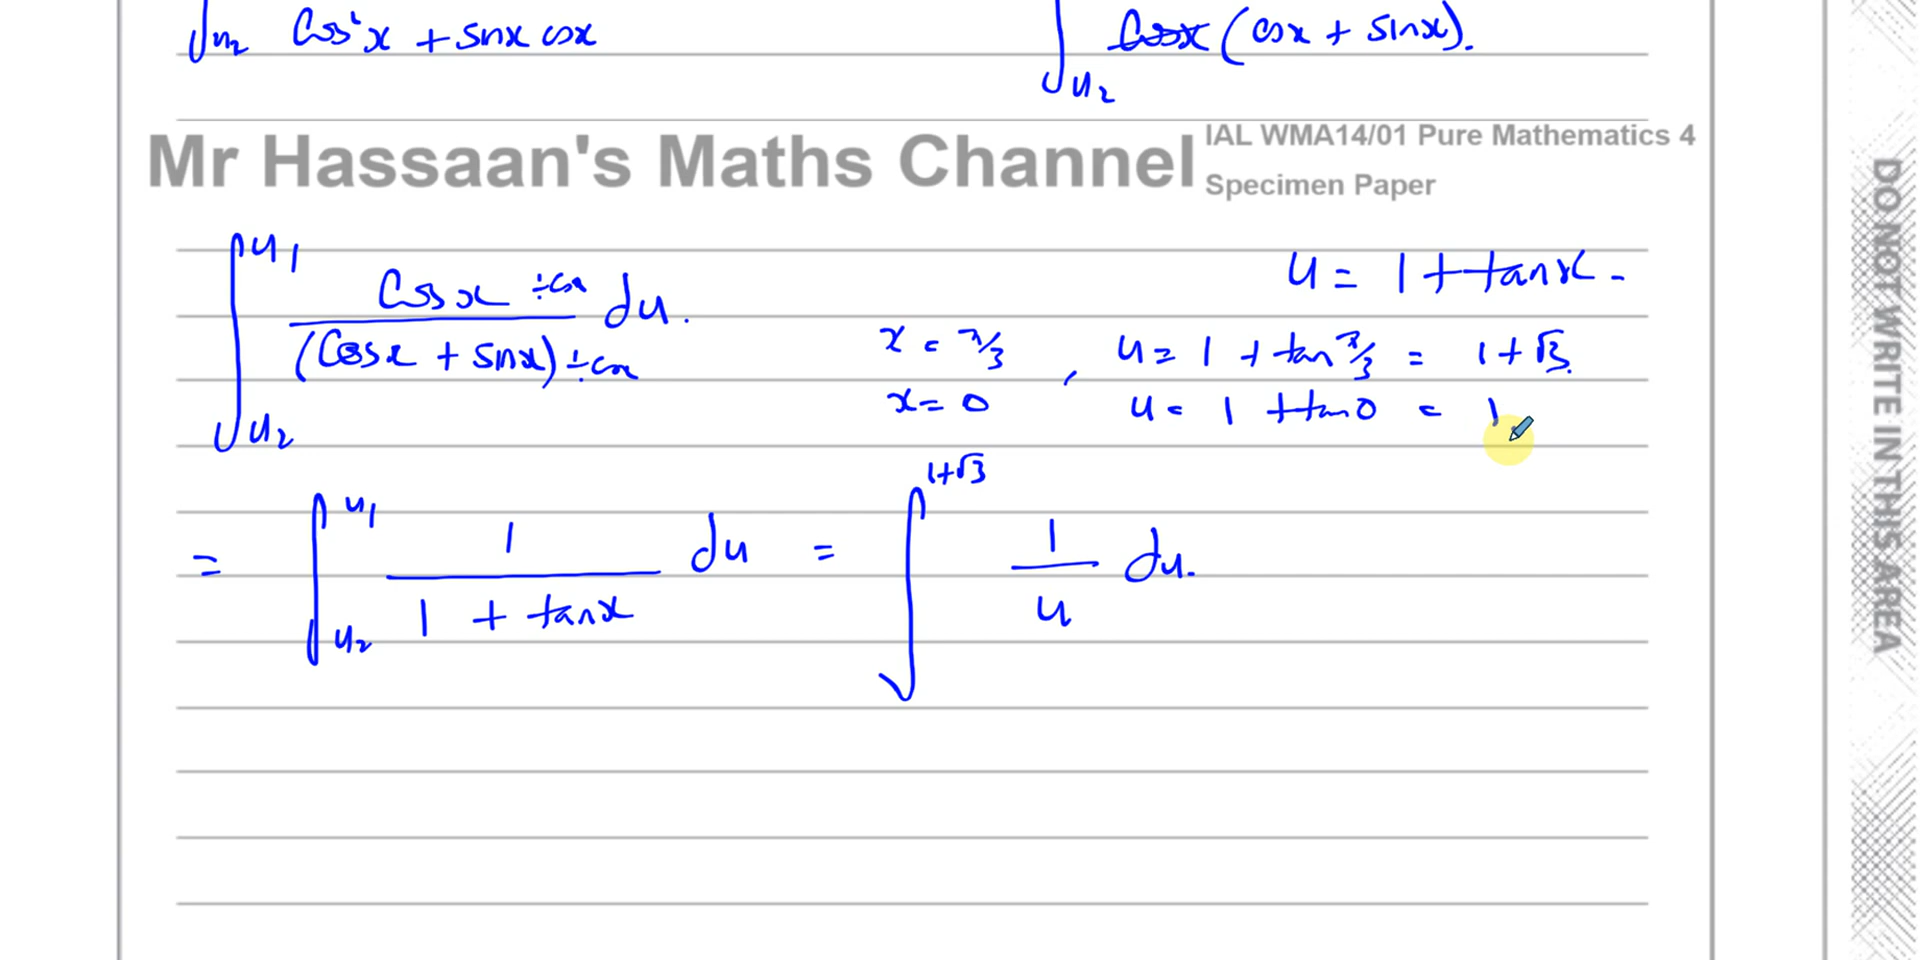 ∫u₂ Cos²x + sinx cosx ∫u₂ Cosx (cosx + sinx).
Mr Hassaan's Maths Channel IAL WMA14/01 Pure Mathematics 4
Specimen Paper
∫u₂^u₁ Cosx ÷cosx / (Cosx + sinx) ÷cosx du.
u = 1 + tanx.
x = π/3 , u = 1 + tan π/3 = 1 + √3.
x = 0 u = 1 + tan 0 = 1
= ∫u₂^u₁ 1 / (1 + tanx) du = ∫^1+√3 1/u du.
DO NOT WRITE IN THIS AREA